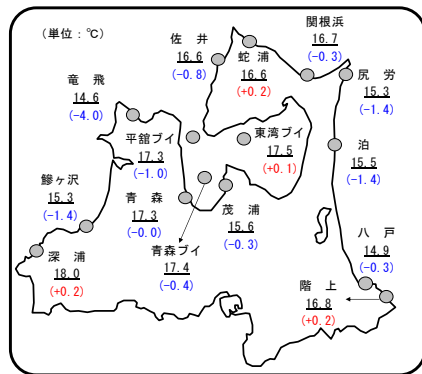 (単位:℃)
佐 井
16.6
(-0.8)
蛇 浦
16.6
(+0.2)
関根浜
16.7
(-0.3)
尻 労
15.3
(-1.4)
竜 飛
14.6
(-4.0)
平舘ブイ
17.3
(-1.0)
東湾ブイ
17.5
(+0.1)
泊
15.5
(-1.4)
鰺ヶ沢
15.3
(-1.4)
青 森
17.3
(-0.0)
茂 浦
15.6
(-0.3)
青森ブイ
17.4
(-0.4)
深 浦
18.0
(+0.2)
八 戸
14.9
(-0.3)
階 上
16.8
(+0.2)